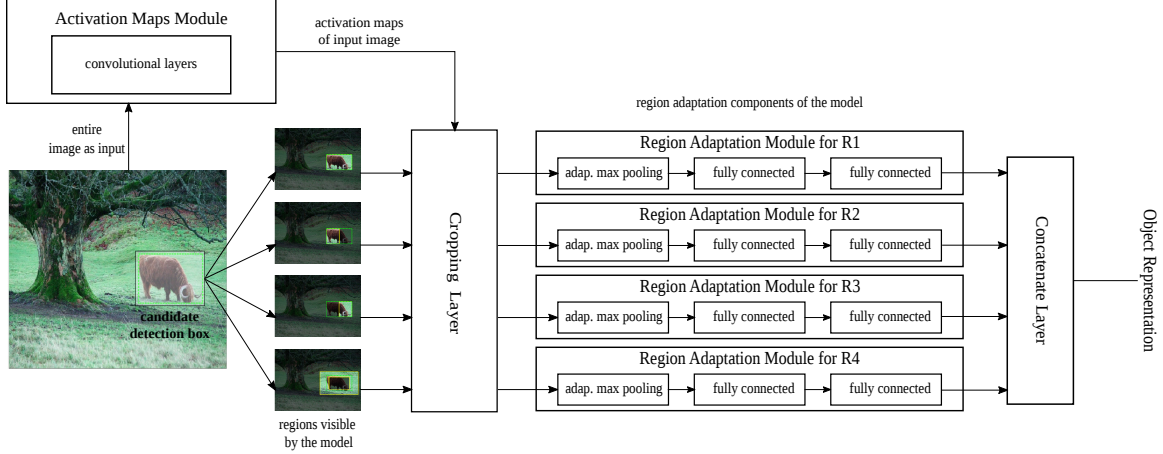 Activation Maps Module
convolutional layers
activation maps
of input image
entire
image as input
candidate
detection box
regions visible
by the model
Cropping Layer
region adaptation components of the model
Region Adaptation Module for R1
adap. max pooling
fully connected
fully connected
Region Adaptation Module for R2
adap. max pooling
fully connected
fully connected
Region Adaptation Module for R3
adap. max pooling
fully connected
fully connected
Region Adaptation Module for R4
adap. max pooling
fully connected
fully connected
Concatenate Layer
Object Representation